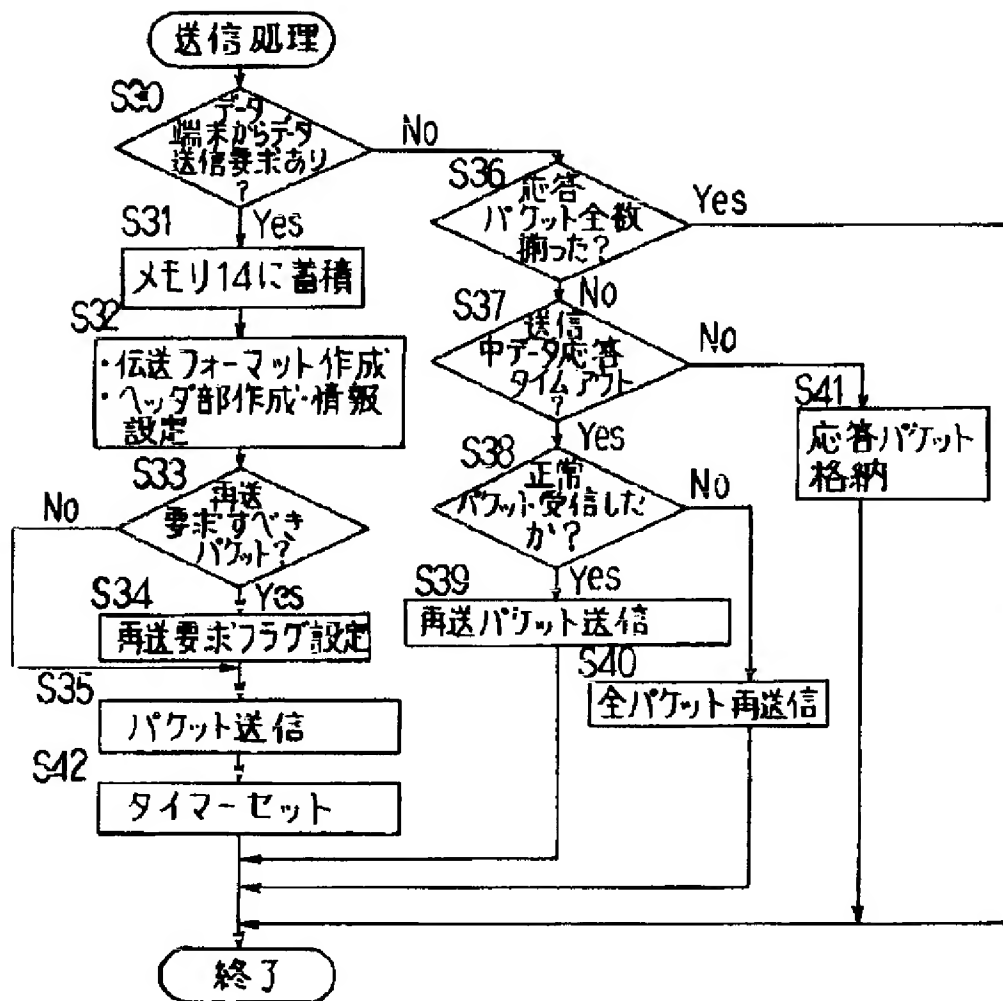 送信処理
S30
データ
端末からデータ
送信要求あり
?
No
Yes
S31
メモリ14に蓄積
S32
・伝送フォーマット作成
・ヘッダ部作成・情報
設定
S33
再送
要求すべき
パケット?
No
Yes
S34
再送要求フラグ設定
S35
パケット送信
S42
タイマーセット
終了
S36
応答
パケット全数
揃った?
Yes
No
S37
送信
中データ応答
タイムアウト
?
No
Yes
S38
正常
パケット受信した
か?
No
Yes
S39
再送パケット送信
S40
全パケット再送信
S41
応答パケット
格納